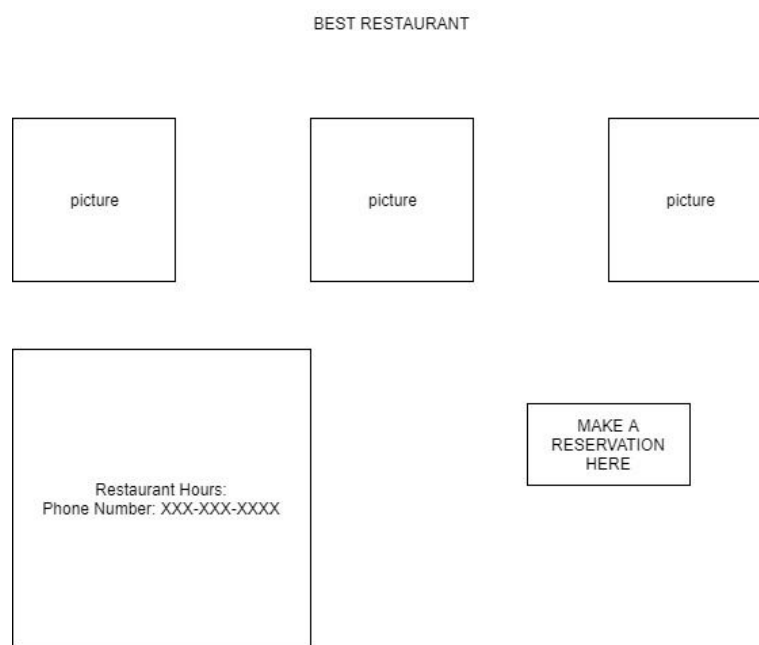 BEST RESTAURANT
picture
picture
picture
MAKE A
RESERVATION
HERE
Restaurant Hours:
Phone Number: XXX-XXX-XXXX